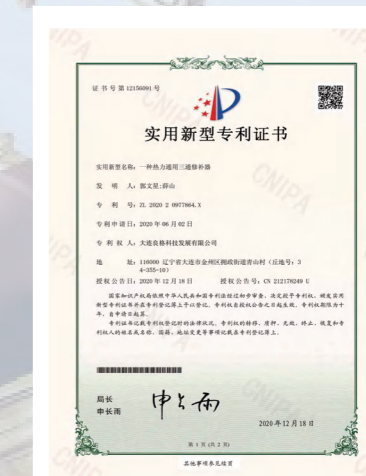 证书号第12156091号
实用新型专利证书
实用新型名称：一种热力通用三通修补器
发 明 人：郭文星;薛山
专 利 号：ZL 2020 2 0977984.X
专利申请日：2020年06月02日
专 利 权 人：大连良格科技发展有限公司
地 址：116000 辽宁省大连市金州区拥政街道青山村（丘地号：3
4-355-10）
授权公告日：2020年12月18日 授权公告号：CN 212178249 U
国家知识产权局依照中华人民共和国专利法经过初步审查，决定授予专利权，颁发实用
新型专利证书并在专利登记簿上予以登记。专利权自授权公告之日起生效。专利权期限为十
年，自申请日起算。
专利证书记载专利权登记时的法律状况。专利权的转移、质押、无效、终止、恢复和专
利权人的姓名或名称、国籍、地址变更等事项记载在专利登记簿上。
局长
申长雨
申长雨
2020年12月18日
第 1 页 (共 2 页)
其他事项参见续页
CNIPA
CNIPA
CNIPA
CNIPA